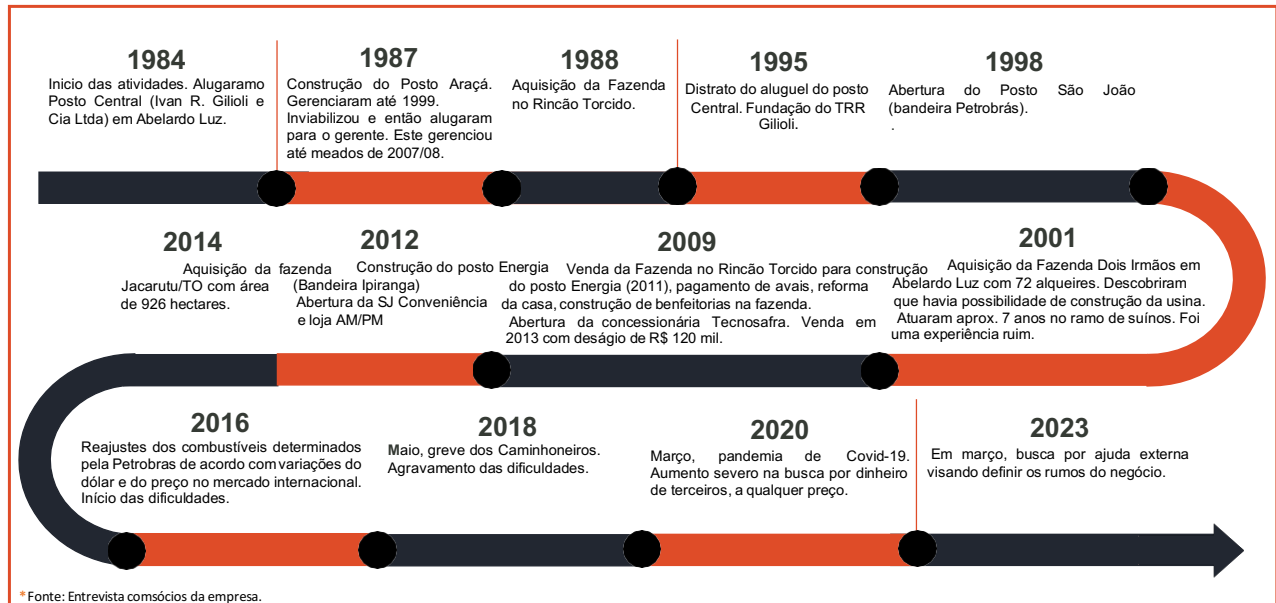 1984
Inicio das atividades. Alugaramo
Posto Central (Ivan R. Gilioli e
Cia Ltda) em Abelardo Luz.
1987
Construção do Posto Araçá.
Gerenciaram até 1999.
Inviabilizou e então alugaram
para o gerente. Este gerenciou
até meados de 2007/08.
1988
Aquisição da Fazenda
no Rincão Torcido.
1995
Distrato do aluguel do posto
Central. Fundação do TRR
Gilioli.
1998
Abertura do Posto São João
(bandeira Petrobrás).
.
2001
Aquisição da Fazenda Dois Irmãos em
Abelardo Luz com 72 alqueires. Descobriram
que havia possibilidade de construção da usina.
Atuaram aprox. 7 anos no ramo de suínos. Foi
uma experiência ruim.
2009
Venda da Fazenda no Rincão Torcido para construção
do posto Energia (2011), pagamento de avais, reforma
da casa, construção de benfeitorias na fazenda.
Abertura da concessionária Tecnosafra. Venda em
2013 com deságio de R$ 120 mil.
2012
Construção do posto Energia
(Bandeira Ipiranga)
Abertura da SJ Conveniência
e loja AM/PM
2014
Aquisição da fazenda
Jacarutu/TO com área
de 926 hectares.
2016
Reajustes dos combustíveis determinados
pela Petrobras de acordo comvariações do
dólar e do preço no mercado internacional.
Início das dificuldades.
2018
Maio, greve dos Caminhoneiros.
Agravamento das dificuldades.
2020
Março, pandemia de Covid-19.
Aumento severo na busca por dinheiro
de terceiros, a qualquer preço.
2023
Em março, busca por ajuda externa
visando definir os rumos do negócio.
* Fonte: Entrevista comsócios da empresa.